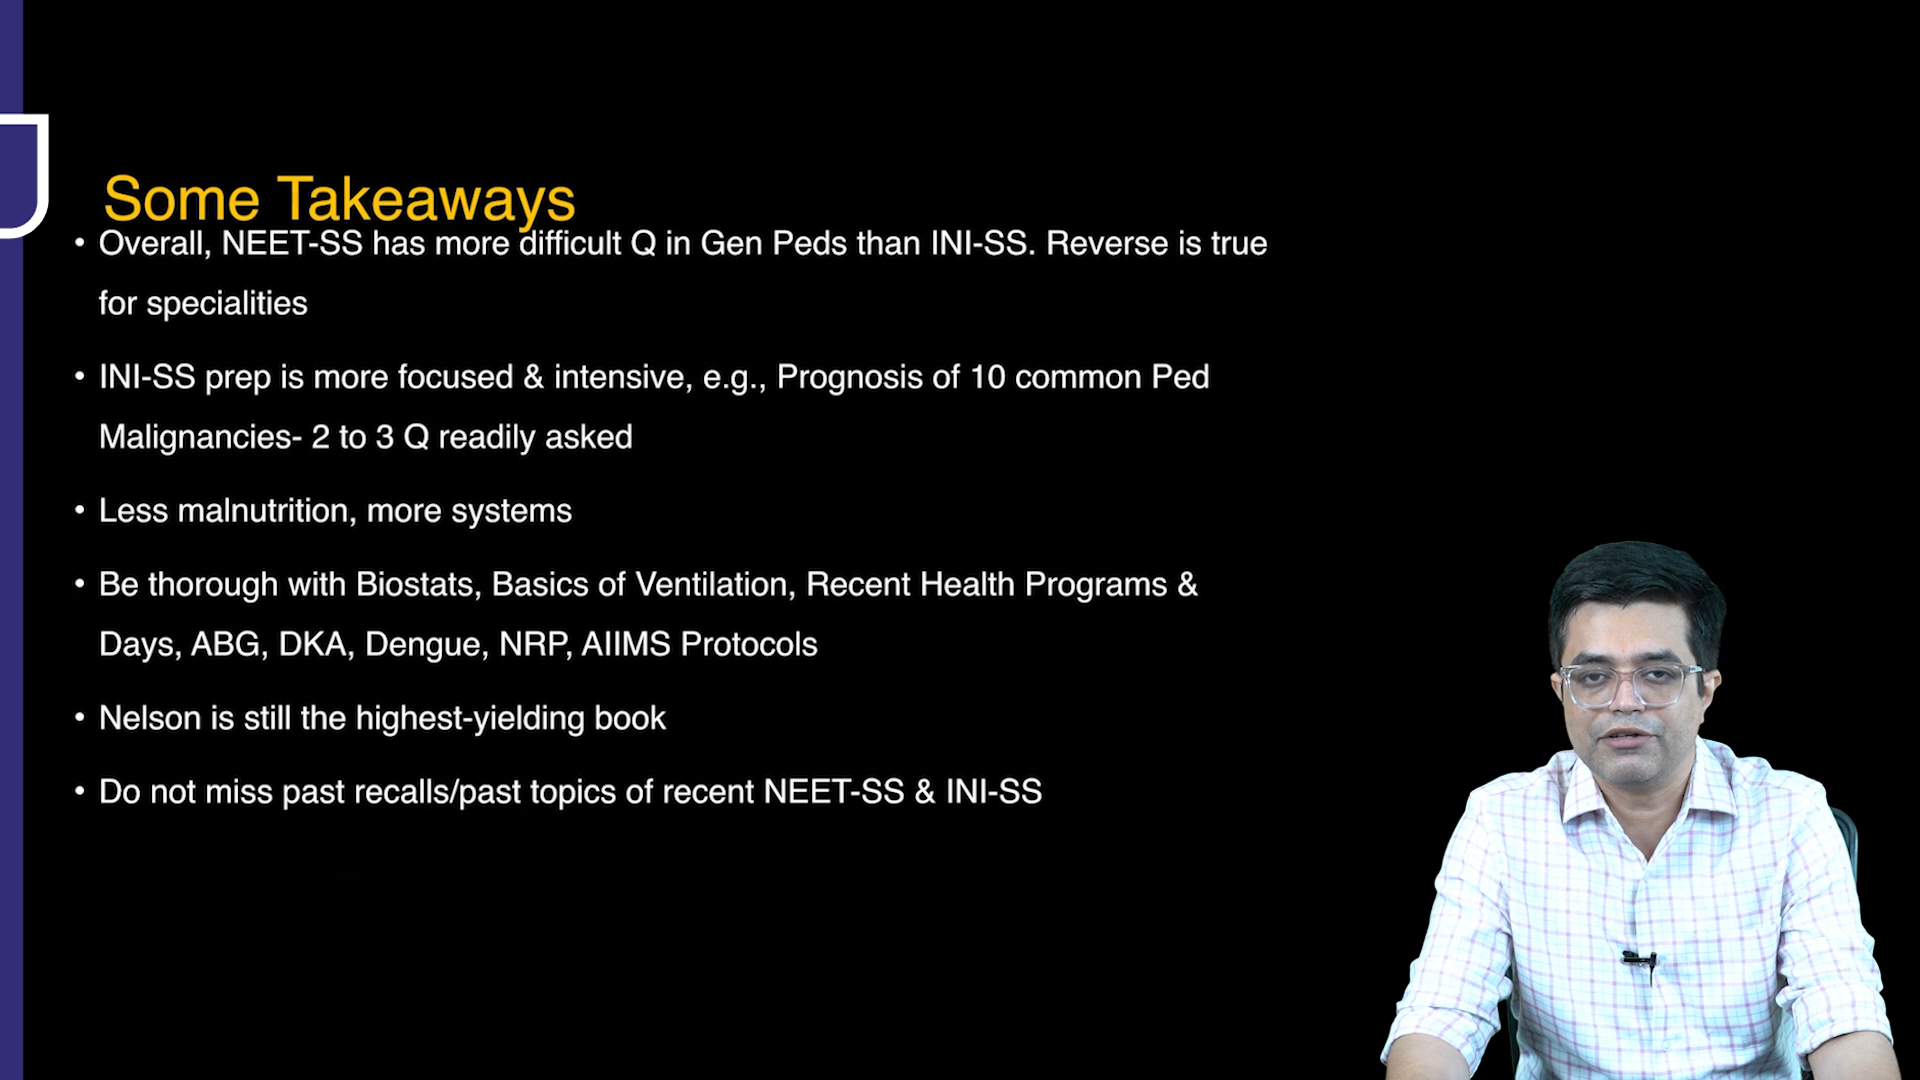 Some Takeaways
• Overall, NEET-SS has more difficult Q in Gen Peds than INI-SS. Reverse is true
for specialities
• INI-SS prep is more focused & intensive, e.g., Prognosis of 10 common Ped
Malignancies- 2 to 3 Q readily asked
• Less malnutrition, more systems
• Be thorough with Biostats, Basics of Ventilation, Recent Health Programs &
Days, ABG, DKA, Dengue, NRP, AIIMS Protocols
• Nelson is still the highest-yielding book
• Do not miss past recalls/past topics of recent NEET-SS & INI-SS